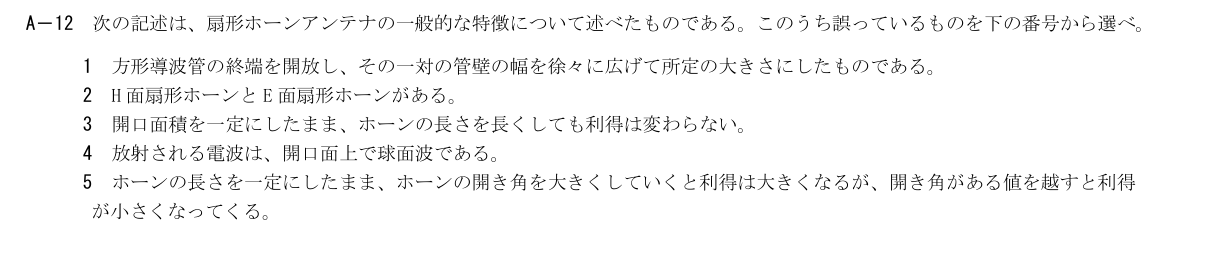 A－12　次の記述は、扇形ホーンアンテナの一般的な特徴について述べたものである。このうち誤っているものを下の番号から選べ。
1　方形導波管の終端を開放し、その一対の管壁の幅を徐々に広げて所定の大きさにしたものである。
2　H面扇形ホーンとE面扇形ホーンがある。
3　開口面積を一定にしたまま、ホーンの長さを長くしても利得は変わらない。
4　放射される電波は、開口面上で球面波である。
5　ホーンの長さを一定にしたまま、ホーンの開き角を大きくしていくと利得は大きくなるが、開き角がある値を越すと利得
が小さくなってくる。